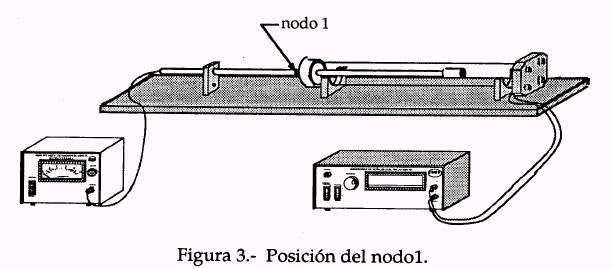 nodo 1
Figura 3.- Posición del nodo1.